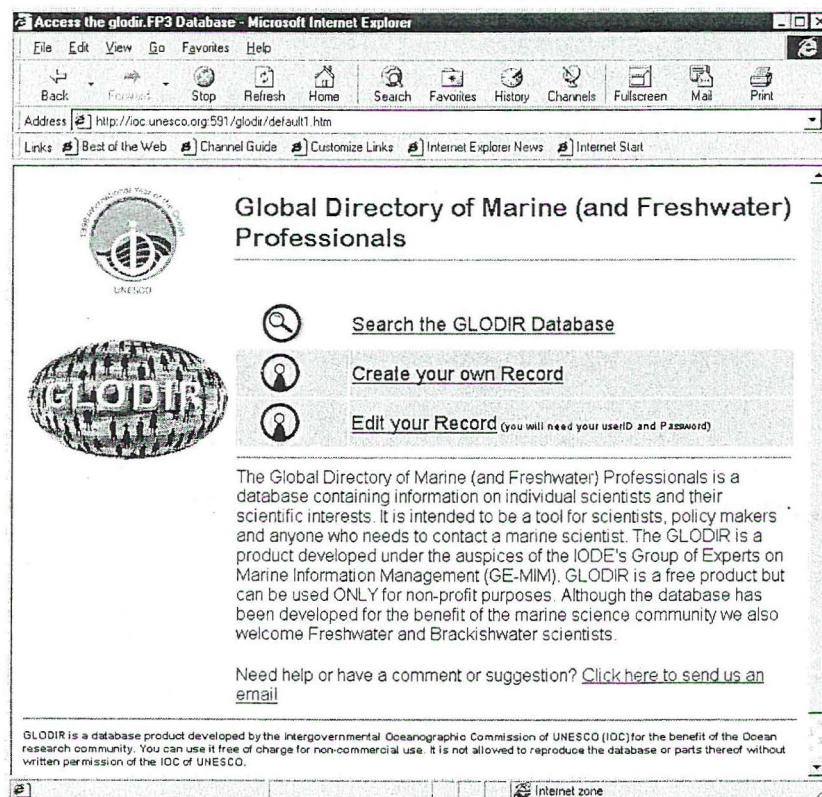 Access the glodir.FP3 Database - Microsoft Internet Explorer
File Edit View Go Favorites Help
Back Forward Stop Refresh Home Search Favorites History Channels Fullscreen Mail Print
Address http://ioc.unesco.org:591/glodir/default1.htm
Links Best of the Web Channel Guide Customize Links Internet Explorer News Internet Start
1998 International Year of the Ocean
UNESCO
Global Directory of Marine (and Freshwater)
Professionals
GLODIR
Search the GLODIR Database
Create your own Record
Edit your Record (you will need your userID and Password)
The Global Directory of Marine (and Freshwater) Professionals is a
database containing information on individual scientists and their
scientific interests. It is intended to be a tool for scientists, policy makers
and anyone who needs to contact a marine scientist. The GLODIR is a
product developed under the auspices of the IODE's Group of Experts on
Marine Information Management (GE-MIM). GLODIR is a free product but
can be used ONLY for non-profit purposes. Although the database has
been developed for the benefit of the marine science community we also
welcome Freshwater and Brackishwater scientists.
Need help or have a comment or suggestion? Click here to send us an
email
GLODIR is a database product developed by the Intergovernmental Oceanographic Commission of UNESCO (IOC)for the benefit of the Ocean
research community. You can use it free of charge for non-commercial use. It is not allowed to reproduce the database or parts thereof without
written permission of the IOC of UNESCO.
Internet zone